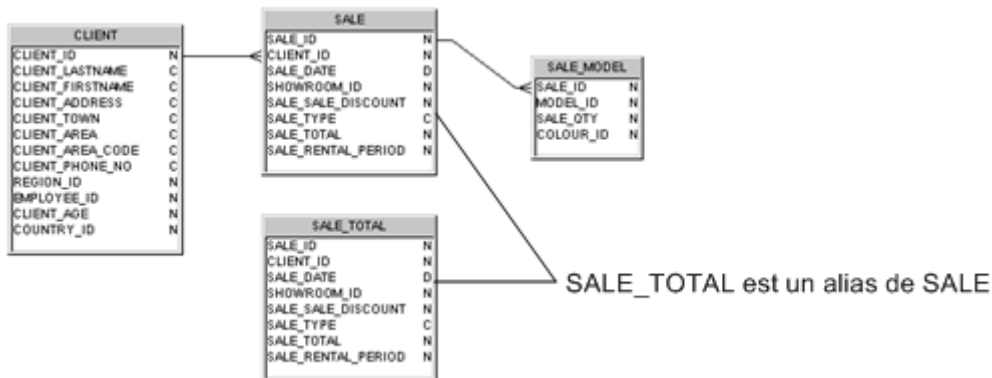 CLIENT
CLIENT_ID N
CLIENT_LASTNAME C
CLIENT_FIRSTNAME C
CLIENT_ADDRESS C
CLIENT_TOWN C
CLIENT_AREA C
CLIENT_AREA_CODE C
CLIENT_PHONE_NO C
REGION_ID N
EMPLOYEE_ID N
CLIENT_AGE N
COUNTRY_ID N
SALE
SALE_ID N
CLIENT_ID N
SALE_DATE D
SHOWROOM_ID N
SALE_SALE_DISCOUNT N
SALE_TYPE C
SALE_TOTAL N
SALE_RENTAL_PERIOD N
SALE_MODEL
SALE_ID N
MODEL_ID N
SALE_QTY N
COLOUR_ID N
SALE_TOTAL
SALE_ID N
CLIENT_ID N
SALE_DATE D
SHOWROOM_ID N
SALE_SALE_DISCOUNT N
SALE_TYPE C
SALE_TOTAL N
SALE_RENTAL_PERIOD N
SALE_TOTAL est un alias de SALE